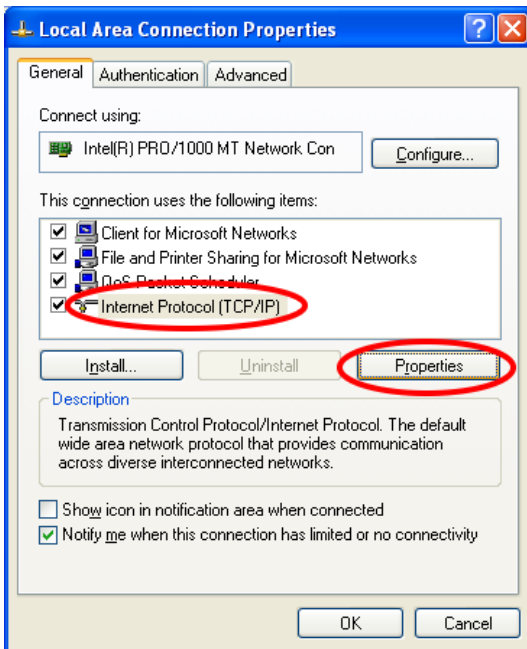 Local Area Connection Properties
General Authentication Advanced
Connect using:
Intel(R) PRO/1000 MT Network Con Configure...
This connection uses the following items:
Client for Microsoft Networks
File and Printer Sharing for Microsoft Networks
QoS Packet Scheduler
Internet Protocol (TCP/IP)
Install... Uninstall Properties
Description
Transmission Control Protocol/Internet Protocol. The default
wide area network protocol that provides communication
across diverse interconnected networks.
Show icon in notification area when connected
Notify me when this connection has limited or no connectivity
OK Cancel